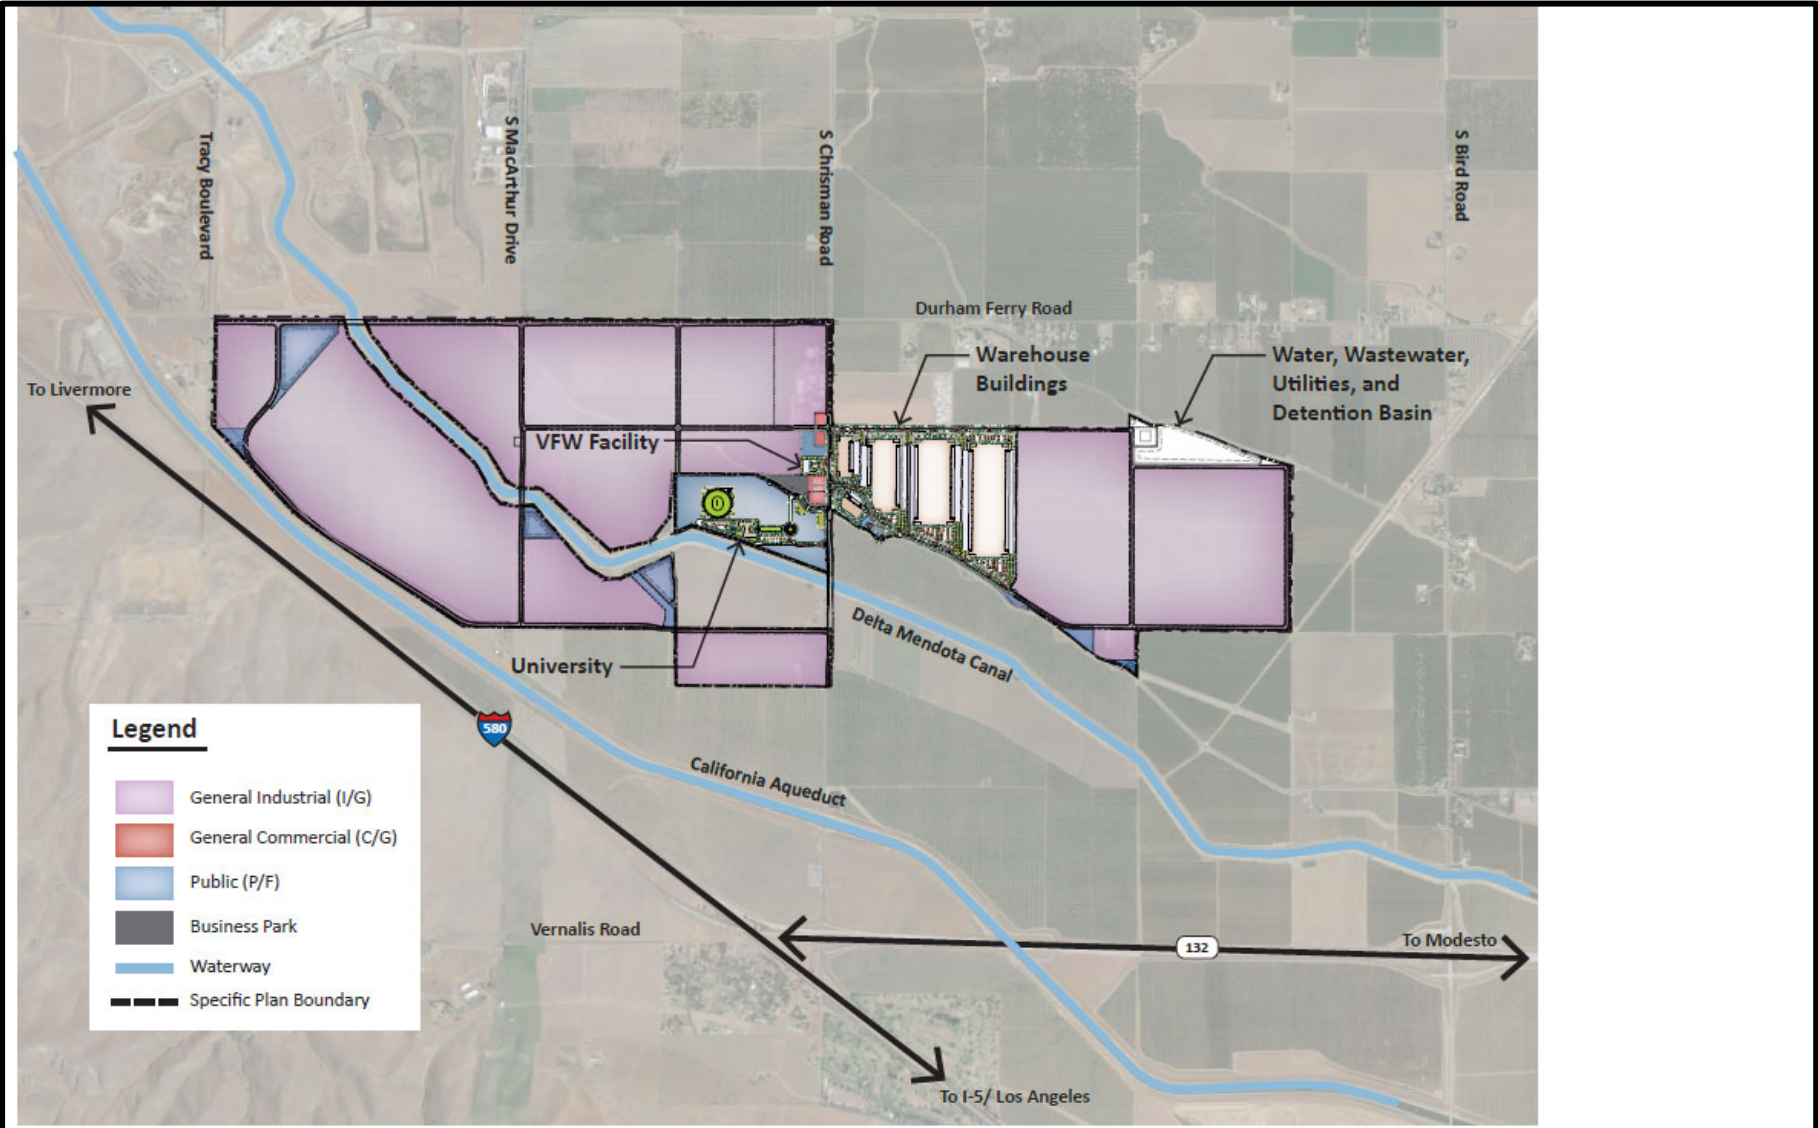 Tracy Boulevard
S MacArthur Drive
S Chrisman Road
S Bird Road
Durham Ferry Road
Warehouse
Buildings
Water, Wastewater,
Utilities, and
Detention Basin
To Livermore
VFW Facility
University
Delta Mendota Canal
580
California Aqueduct
Vernalis Road
132
To Modesto
To I-5/ Los Angeles
Legend
General Industrial (I/G)
General Commercial (C/G)
Public (P/F)
Business Park
Waterway
Specific Plan Boundary